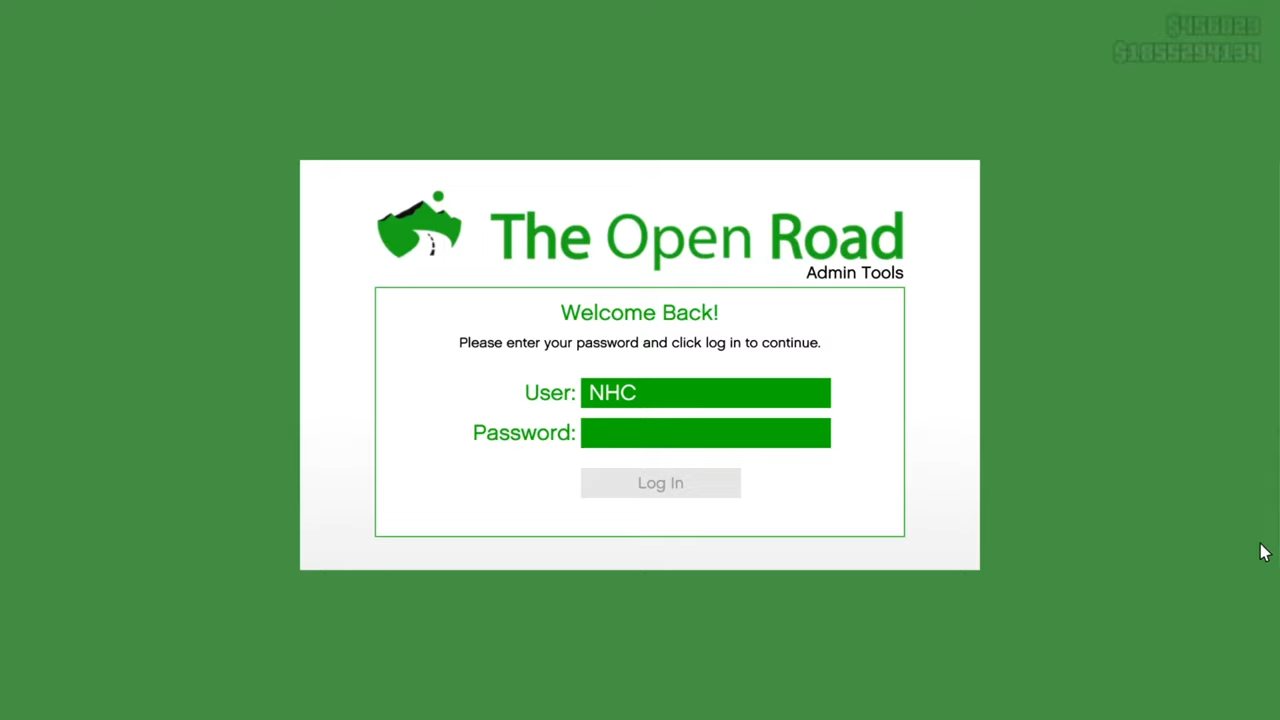 The Open Road
Admin Tools
Welcome Back!
Please enter your password and click log in to continue.
User: NHC
Password:
Log In